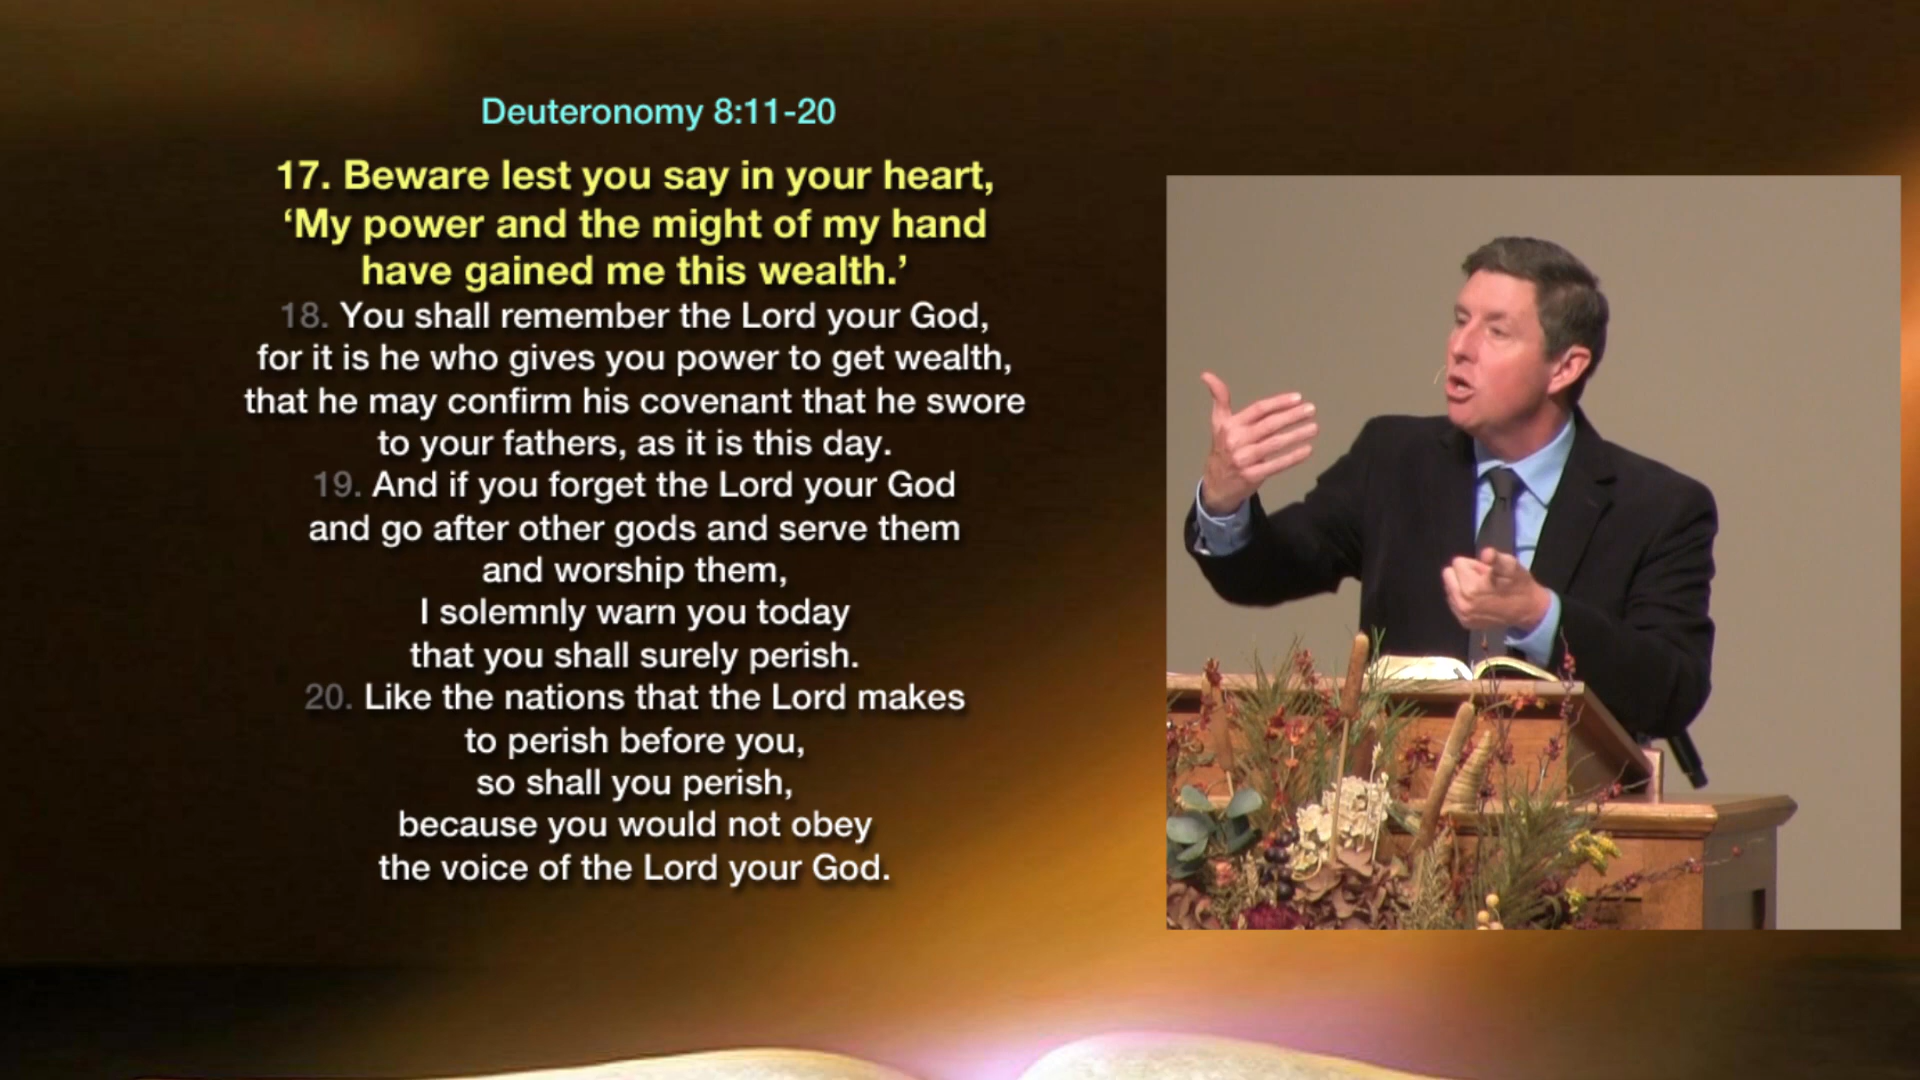 Deuteronomy 8:11-20
17. Beware lest you say in your heart,
‘My power and the might of my hand
have gained me this wealth.’
18. You shall remember the Lord your God,
for it is he who gives you power to get wealth,
that he may confirm his covenant that he swore
to your fathers, as it is this day.
19. And if you forget the Lord your God
and go after other gods and serve them
and worship them,
I solemnly warn you today
that you shall surely perish.
20. Like the nations that the Lord makes
to perish before you,
so shall you perish,
because you would not obey
the voice of the Lord your God.